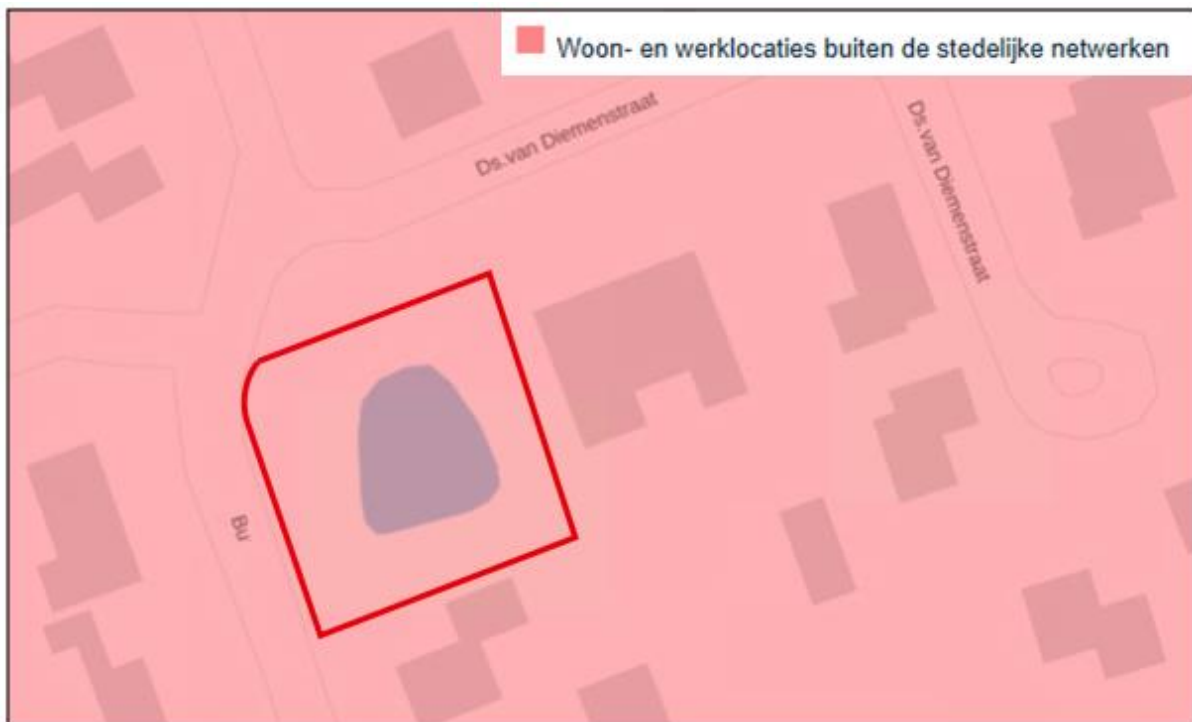 Woon- en werklocaties buiten de stedelijke netwerken
Ds.van Diemenstraat
Ds.van Diemenstraat
Bu